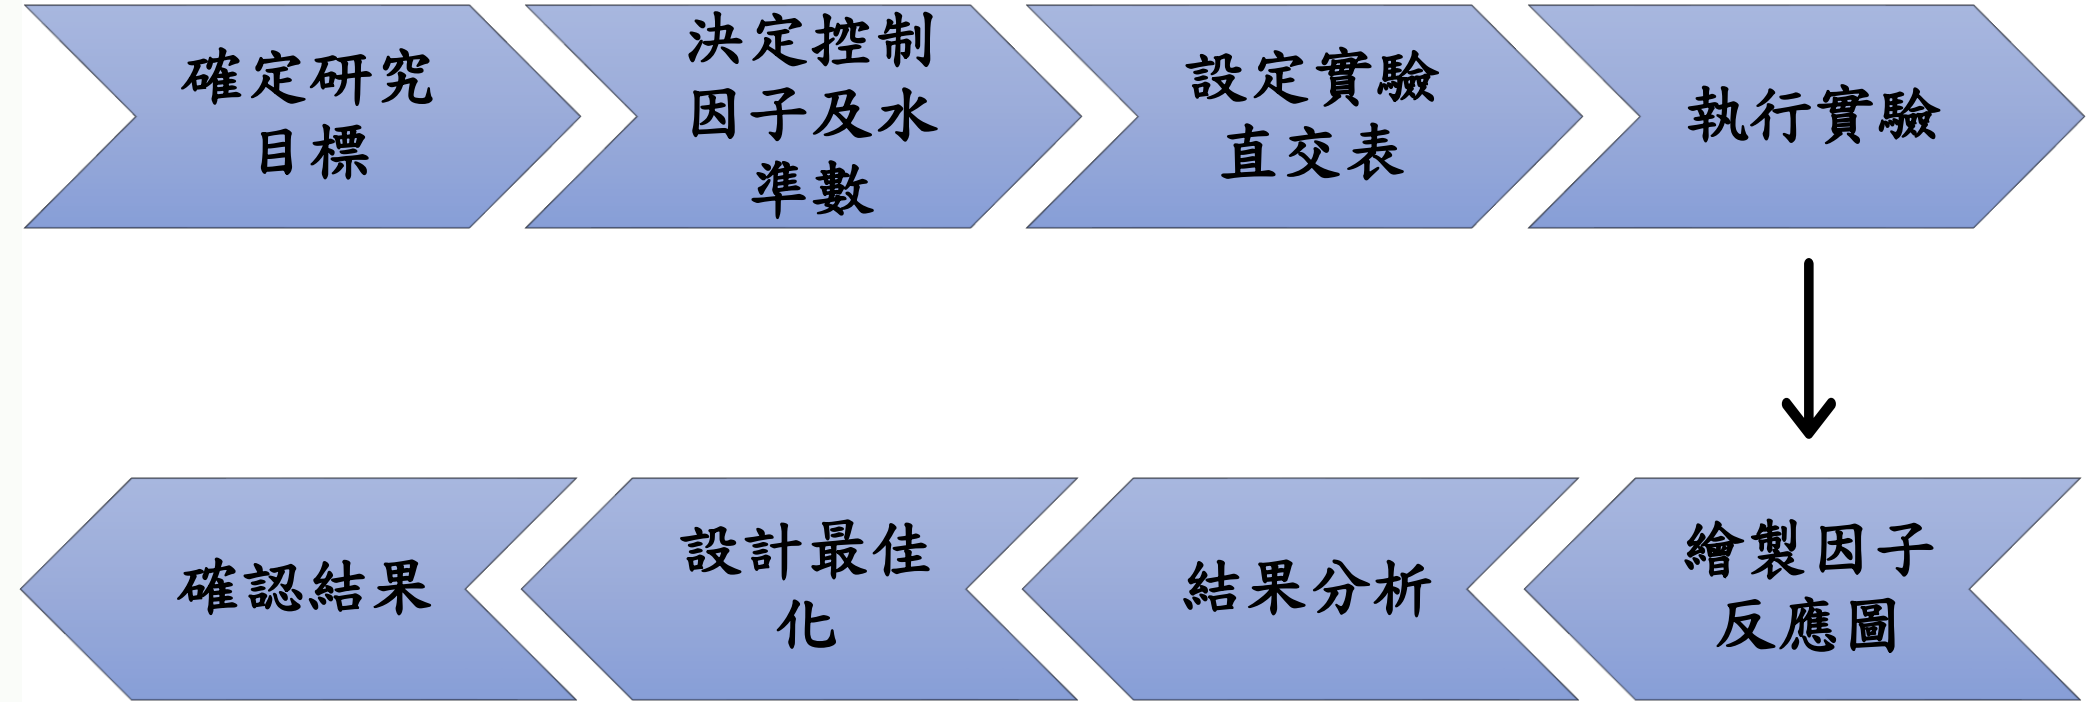 確定研究
目標
決定控制
因子及水
準數
設定實驗
直交表
執行實驗
繪製因子
反應圖
結果分析
設計最佳
化
確認結果